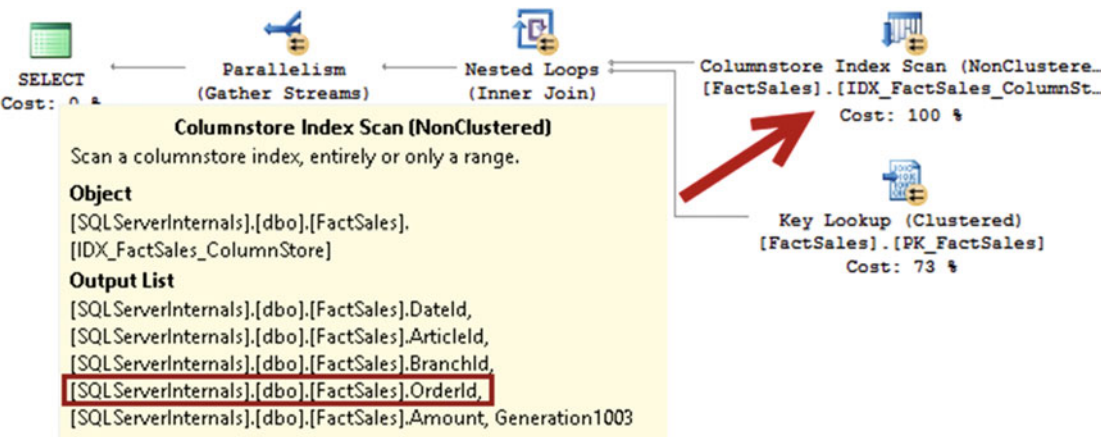 SELECT
Cost: 0 %
Parallelism
(Gather Streams)
Nested Loops
(Inner Join)
Columnstore Index Scan (NonClustere…
[FactSales].[IDX_FactSales_ColumnSt…
Cost: 100 %
Key Lookup (Clustered)
[FactSales].[PK_FactSales]
Cost: 73 %
Columnstore Index Scan (NonClustered)
Scan a columnstore index, entirely or only a range.
Object
[SQLServerInternals].[dbo].[FactSales].
[IDX_FactSales_ColumnStore]
Output List
[SQLServerInternals].[dbo].[FactSales].DateId,
[SQLServerInternals].[dbo].[FactSales].ArticleId,
[SQLServerInternals].[dbo].[FactSales].BranchId,
[SQLServerInternals].[dbo].[FactSales].OrderId,
[SQLServerInternals].[dbo].[FactSales].Amount, Generation1003